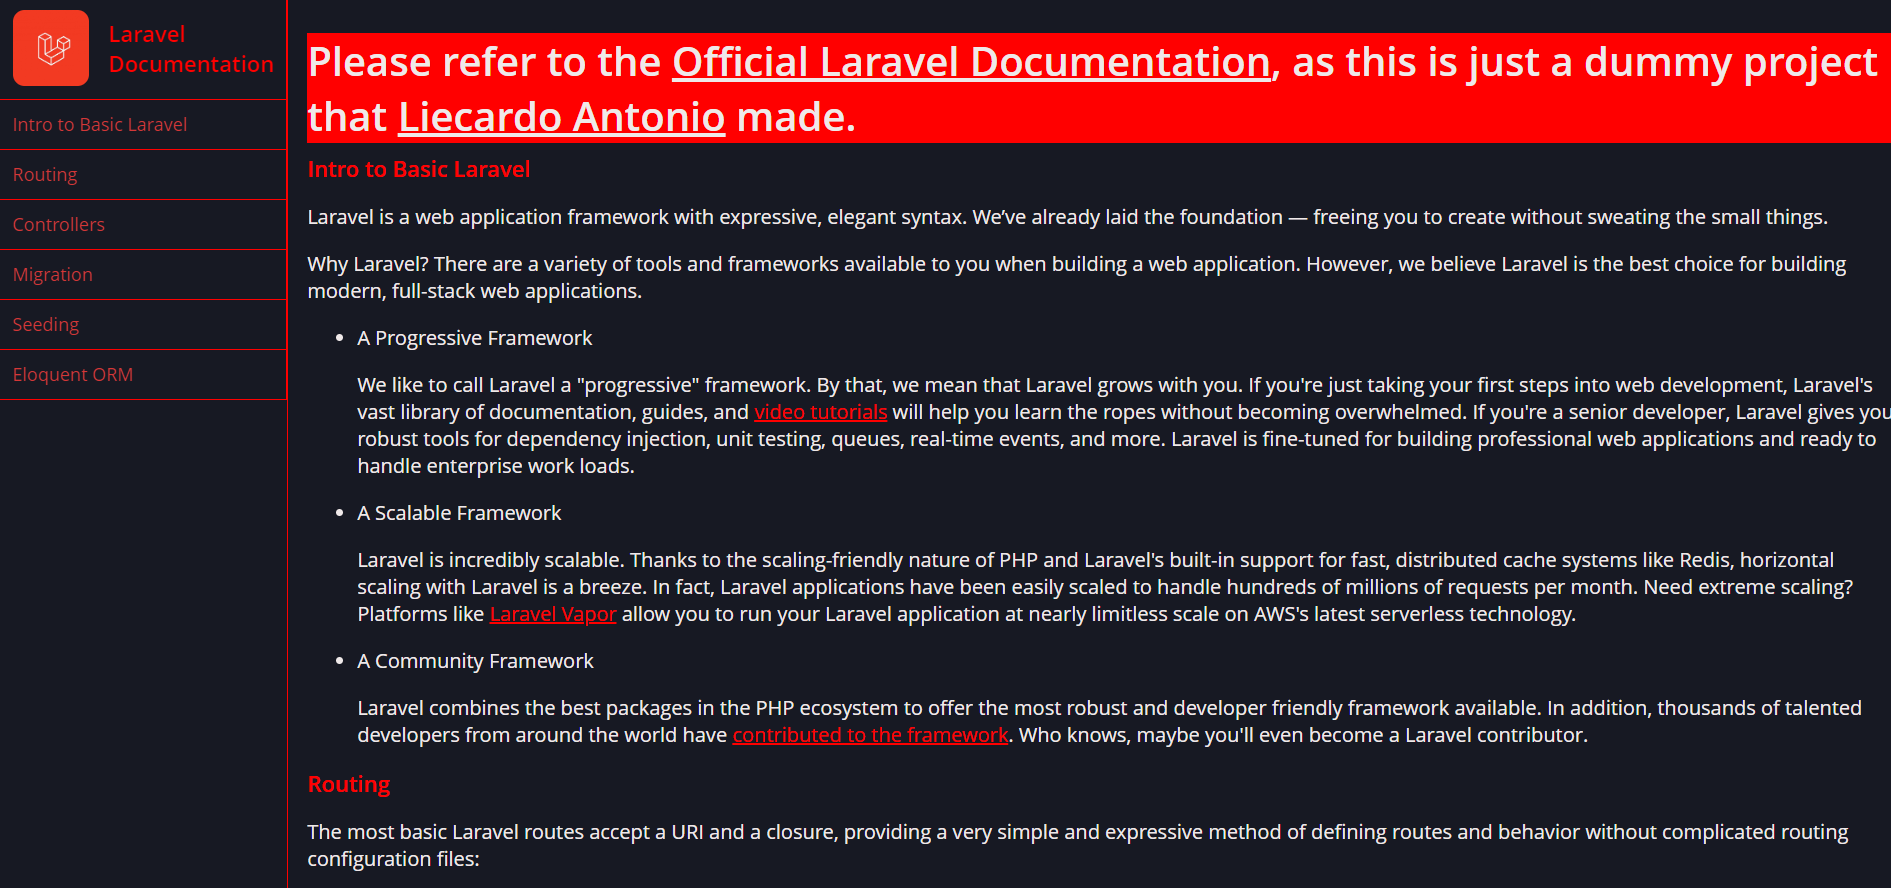 Laravel
Documentation
Intro to Basic Laravel
Routing
Controllers
Migration
Seeding
Eloquent ORM
Please refer to the Official Laravel Documentation, as this is just a dummy project
that Liecardo Antonio made.
Intro to Basic Laravel
Laravel is a web application framework with expressive, elegant syntax. We’ve already laid the foundation — freeing you to create without sweating the small things.
Why Laravel? There are a variety of tools and frameworks available to you when building a web application. However, we believe Laravel is the best choice for building
modern, full-stack web applications.
• A Progressive Framework
We like to call Laravel a "progressive" framework. By that, we mean that Laravel grows with you. If you're just taking your first steps into web development, Laravel's
vast library of documentation, guides, and video tutorials will help you learn the ropes without becoming overwhelmed. If you're a senior developer, Laravel gives you
robust tools for dependency injection, unit testing, queues, real-time events, and more. Laravel is fine-tuned for building professional web applications and ready to
handle enterprise work loads.
• A Scalable Framework
Laravel is incredibly scalable. Thanks to the scaling-friendly nature of PHP and Laravel's built-in support for fast, distributed cache systems like Redis, horizontal
scaling with Laravel is a breeze. In fact, Laravel applications have been easily scaled to handle hundreds of millions of requests per month. Need extreme scaling?
Platforms like Laravel Vapor allow you to run your Laravel application at nearly limitless scale on AWS's latest serverless technology.
• A Community Framework
Laravel combines the best packages in the PHP ecosystem to offer the most robust and developer friendly framework available. In addition, thousands of talented
developers from around the world have contributed to the framework. Who knows, maybe you'll even become a Laravel contributor.
Routing
The most basic Laravel routes accept a URI and a closure, providing a very simple and expressive method of defining routes and behavior without complicated routing
configuration files: